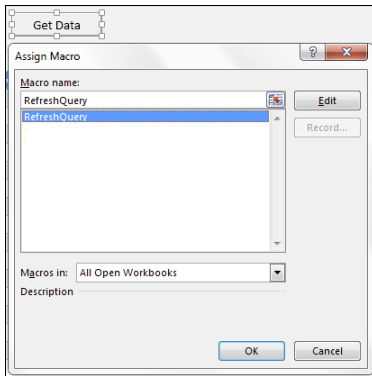 Get Data
Assign Macro
Macro name:
RefreshQuery
Edit
RefreshQuery
Record...
Macros in: All Open Workbooks
Description
OK Cancel